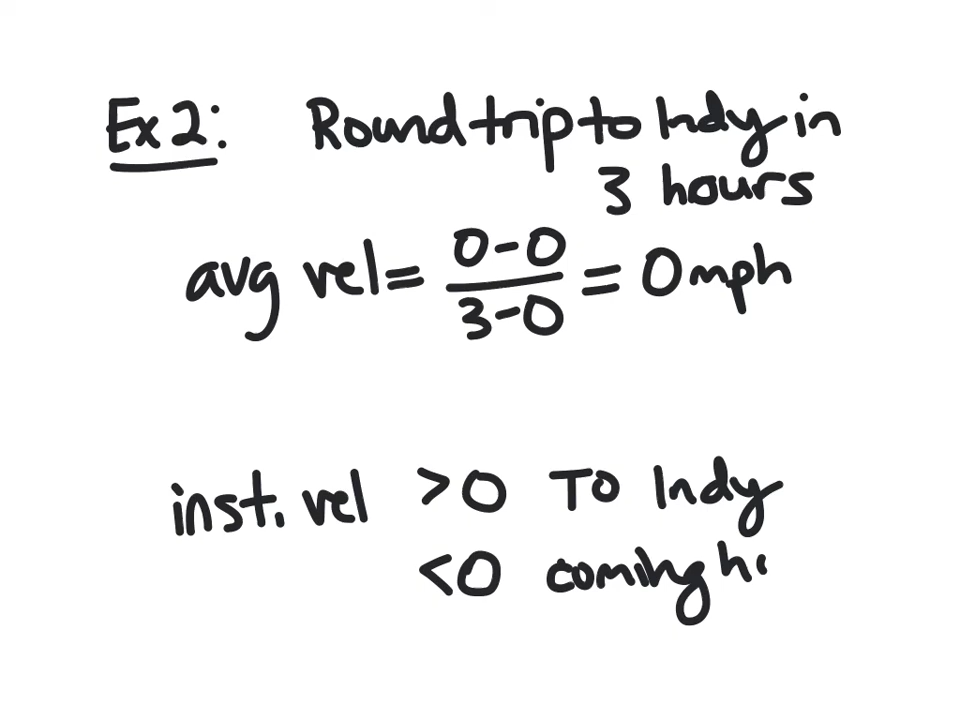 Ex 2: Round trip to Indy in
3 hours
avg vel = 0-0 / 3-0 = 0 mph
inst. vel >0 To Indy
<0 coming